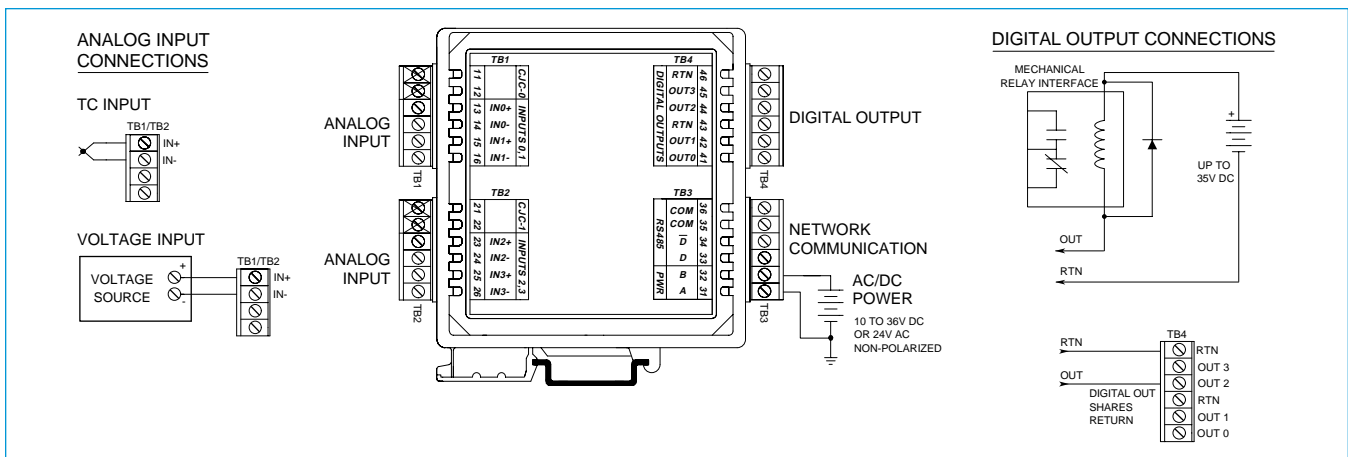 ANALOG INPUT
CONNECTIONS
TC INPUT
TB1/TB2
IN+
IN-
VOLTAGE INPUT
VOLTAGE
SOURCE
+
-
TB1/TB2
IN+
IN-
ANALOG
INPUT
TB1
ANALOG
INPUT
TB2
TB1
11
12
CJC-0
13 IN0+
14 IN0-
15 IN1+
16 IN1-
INPUTS 0,1
TB2
21
22
CJC-1
23 IN2+
24 IN2-
25 IN3+
26 IN3-
INPUTS 2,3
TB4
DIGITAL OUTPUTS
RTN 46
OUT3 45
OUT2 44
RTN 43
OUT1 42
OUT0 41
TB3
RS485
COM 36
COM 35
D̅ 34
D 33
PWR
B 32
A 31
TB4
DIGITAL OUTPUT
TB3
NETWORK
COMMUNICATION
AC/DC
POWER
10 TO 36V DC
OR 24V AC
NON-POLARIZED
DIGITAL OUTPUT CONNECTIONS
MECHANICAL
RELAY INTERFACE
+
UP TO
35V DC
OUT
RTN
TB4
RTN
OUT
DIGITAL OUT
SHARES
RETURN
RTN
OUT 3
OUT 2
RTN
OUT 1
OUT 0